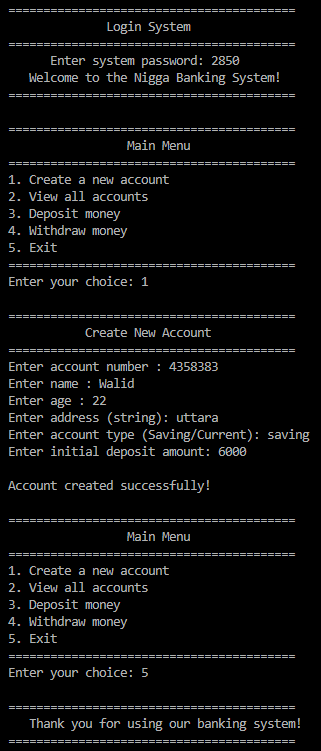 =========================================
Login System
=========================================
Enter system password: 2850
Welcome to the Nigga Banking System!
=========================================
=========================================
Main Menu
=========================================
1. Create a new account
2. View all accounts
3. Deposit money
4. Withdraw money
5. Exit
=========================================
Enter your choice: 1
=========================================
Create New Account
=========================================
Enter account number : 4358383
Enter name : Walid
Enter age : 22
Enter address (string): uttara
Enter account type (Saving/Current): saving
Enter initial deposit amount: 6000
Account created successfully!
=========================================
Main Menu
=========================================
1. Create a new account
2. View all accounts
3. Deposit money
4. Withdraw money
5. Exit
=========================================
Enter your choice: 5
=========================================
Thank you for using our banking system!
=========================================